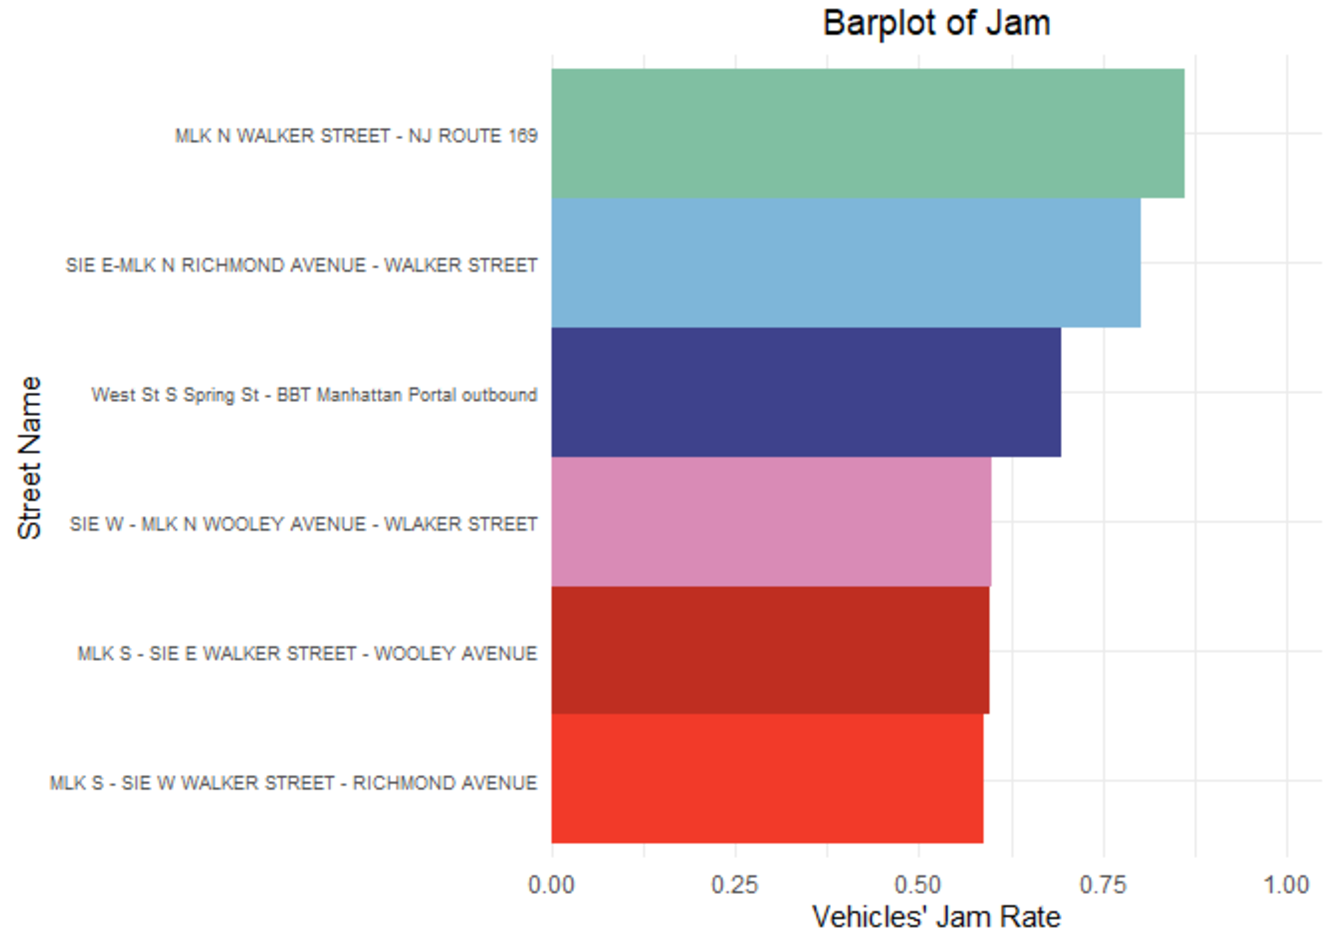 Barplot of Jam
MLK N WALKER STREET - NJ ROUTE 169
SIE E-MLK N RICHMOND AVENUE - WALKER STREET
West St S Spring St - BBT Manhattan Portal outbound
SIE W - MLK N WOOLEY AVENUE - WLAKER STREET
MLK S - SIE E WALKER STREET - WOOLEY AVENUE
MLK S - SIE W WALKER STREET - RICHMOND AVENUE
Street Name
0.00 0.25 0.50 0.75 1.00
Vehicles' Jam Rate